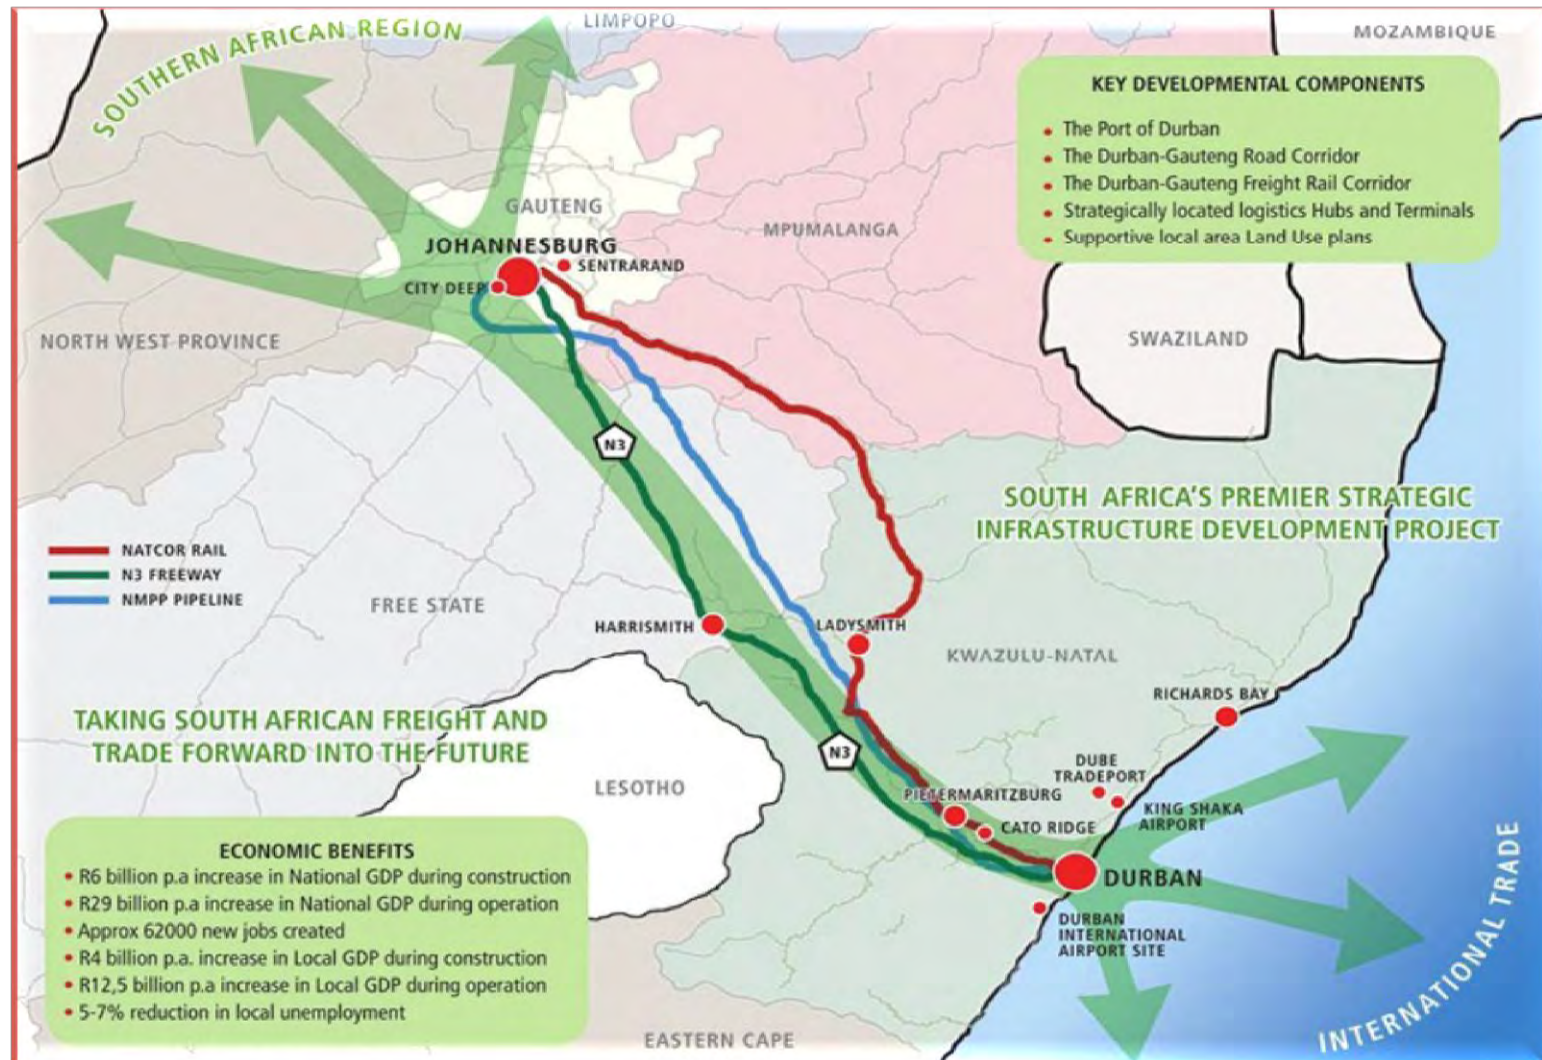 LIMPOPO
MOZAMBIQUE
SOUTHERN AFRICAN REGION
KEY DEVELOPMENTAL COMPONENTS
• The Port of Durban
• The Durban-Gauteng Road Corridor
• The Durban-Gauteng Freight Rail Corridor
• Strategically located logistics Hubs and Terminals
• Supportive local area Land Use plans
GAUTENG
MPUMALANGA
JOHANNESBURG
SENTRARAND
CITY DEEP
NORTH WEST PROVINCE
SWAZILAND
N3
SOUTH AFRICA'S PREMIER STRATEGIC
INFRASTRUCTURE DEVELOPMENT PROJECT
NATCOR RAIL
N3 FREEWAY
NMPP PIPELINE
FREE STATE
HARRISMITH
LADYSMITH
KWAZULU-NATAL
RICHARDS BAY
TAKING SOUTH AFRICAN FREIGHT AND
TRADE FORWARD INTO THE FUTURE
N3
LESOTHO
DUBE
TRADEPORT
PIETERMARITZBURG
KING SHAKA
AIRPORT
CATO RIDGE
DURBAN
DURBAN
INTERNATIONAL
AIRPORT SITE
INTERNATIONAL TRADE
ECONOMIC BENEFITS
• R6 billion p.a increase in National GDP during construction
• R29 billion p.a increase in National GDP during operation
• Approx 62000 new jobs created
• R4 billion p.a. increase in Local GDP during construction
• R12,5 billion p.a increase in Local GDP during operation
• 5-7% reduction in local unemployment
EASTERN CAPE